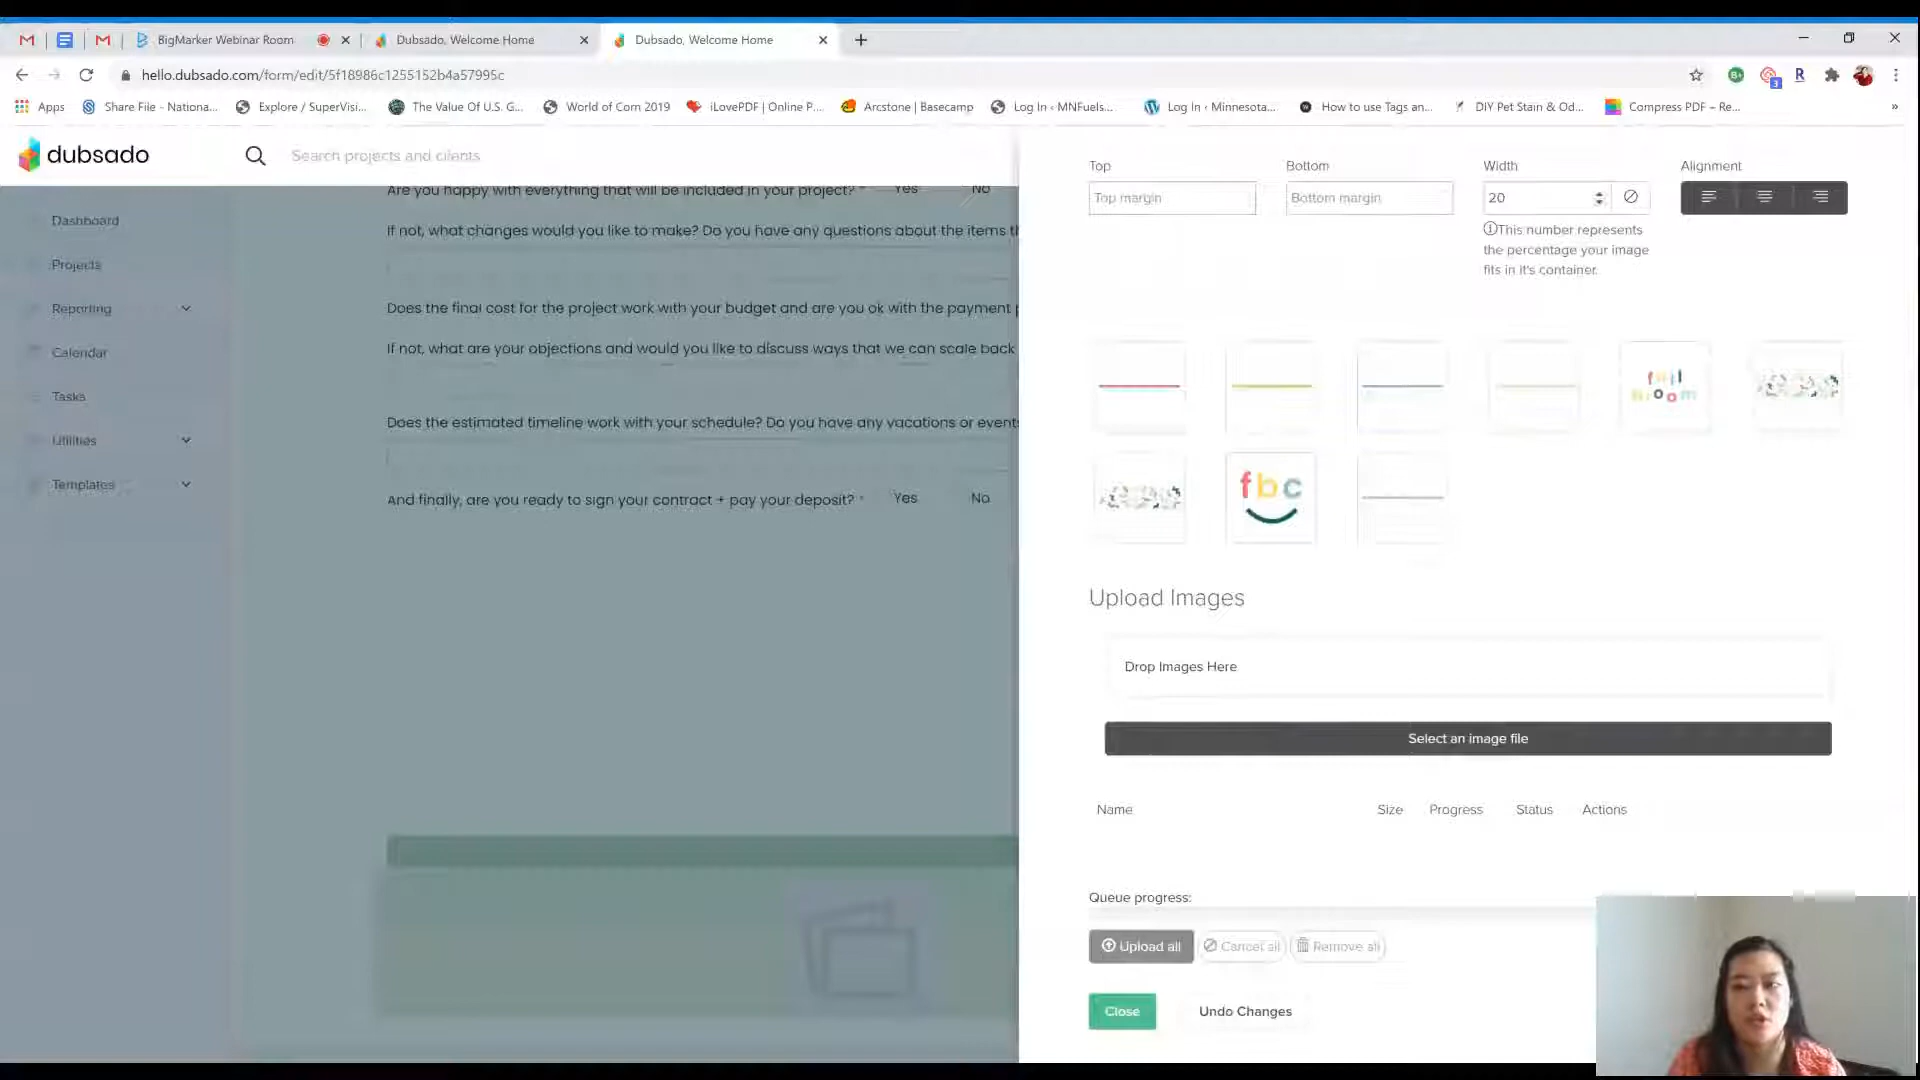 BigMarker Webinar Room
Dubsado, Welcome Home
Dubsado, Welcome Home
hello.dubsado.com/form/edit/5f18986c1255152b4a57995c
3
Apps
Share File - Nationa...
Explore / SuperVisi...
The Value Of U.S. G...
World of Corn 2019
iLovePDF | Online P...
Arcstone | Basecamp
Log In ‹ MNFuels...
Log In ‹ Minnesota...
How to use Tags an...
DIY Pet Stain & Od...
Compress PDF – Re...
»
dubsado
Search projects and clients
Dashboard
Projects
Reporting
Calendar
Tasks
Utilities
Templates
Are you happy with everything that will be included in your project? * Yes No
If not, what changes would you like to make? Do you have any questions about the items t
Does the final cost for the project work with your budget and are you ok with the payment p
If not, what are your objections and would you like to discuss ways that we can scale back
Does the estimated timeline work with your schedule? Do you have any vacations or events
And finally, are you ready to sign your contract + pay your deposit? * Yes No
Top Bottom Width Alignment
Top margin Bottom margin 20
This number represents
the percentage your image
fits in it's container.
fbc
Upload Images
Drop Images Here
Select an image file
Name Size Progress Status Actions
Queue progress:
Upload all Cancel all Remove all
Close Undo Changes